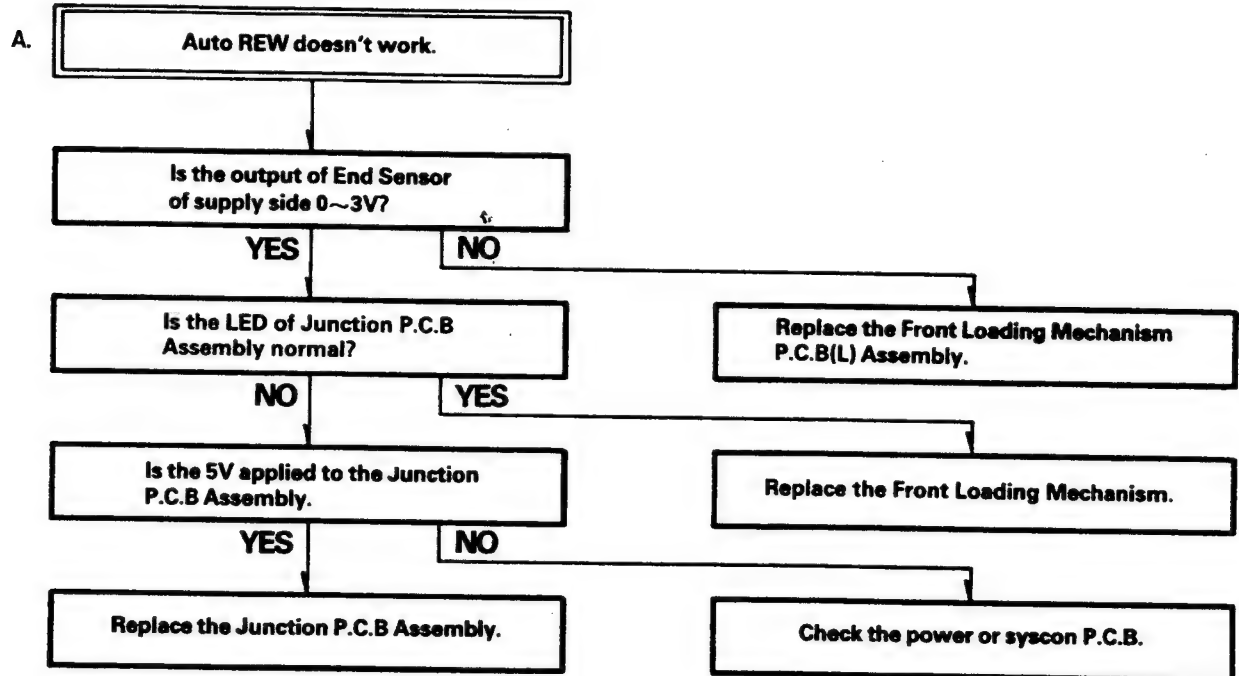 A.
Auto REW doesn't work.
Is the output of End Sensor
of supply side 0~3V?
YES
NO
Is the LED of Junction P.C.B
Assembly normal?
Replace the Front Loading Mechanism
P.C.B(L) Assembly.
NO
YES
Is the 5V applied to the Junction
P.C.B Assembly.
Replace the Front Loading Mechanism.
YES
NO
Replace the Junction P.C.B Assembly.
Check the power or syscon P.C.B.